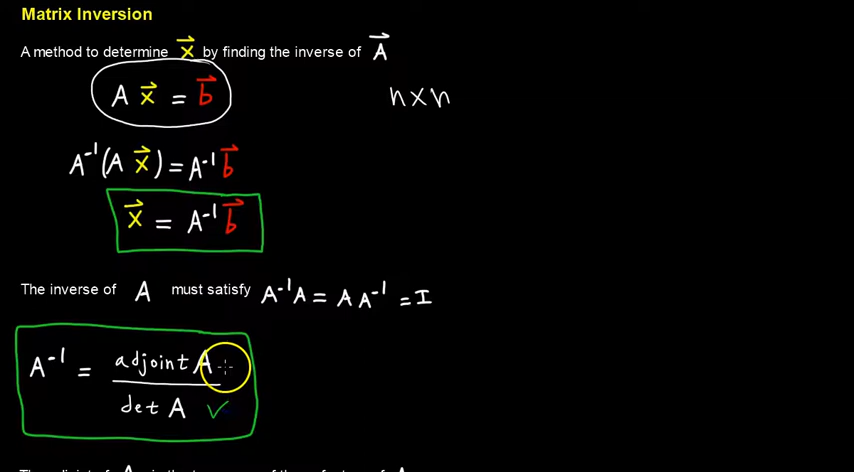 Matrix Inversion
A method to determine x⃗ by finding the inverse of A⃗
A x⃗ = b⃗
n×n
A⁻¹(A x⃗) = A⁻¹ b⃗
x⃗ = A⁻¹ b⃗
The inverse of A must satisfy A⁻¹A = A A⁻¹ = I
A⁻¹ = adjoint A
det A ✓